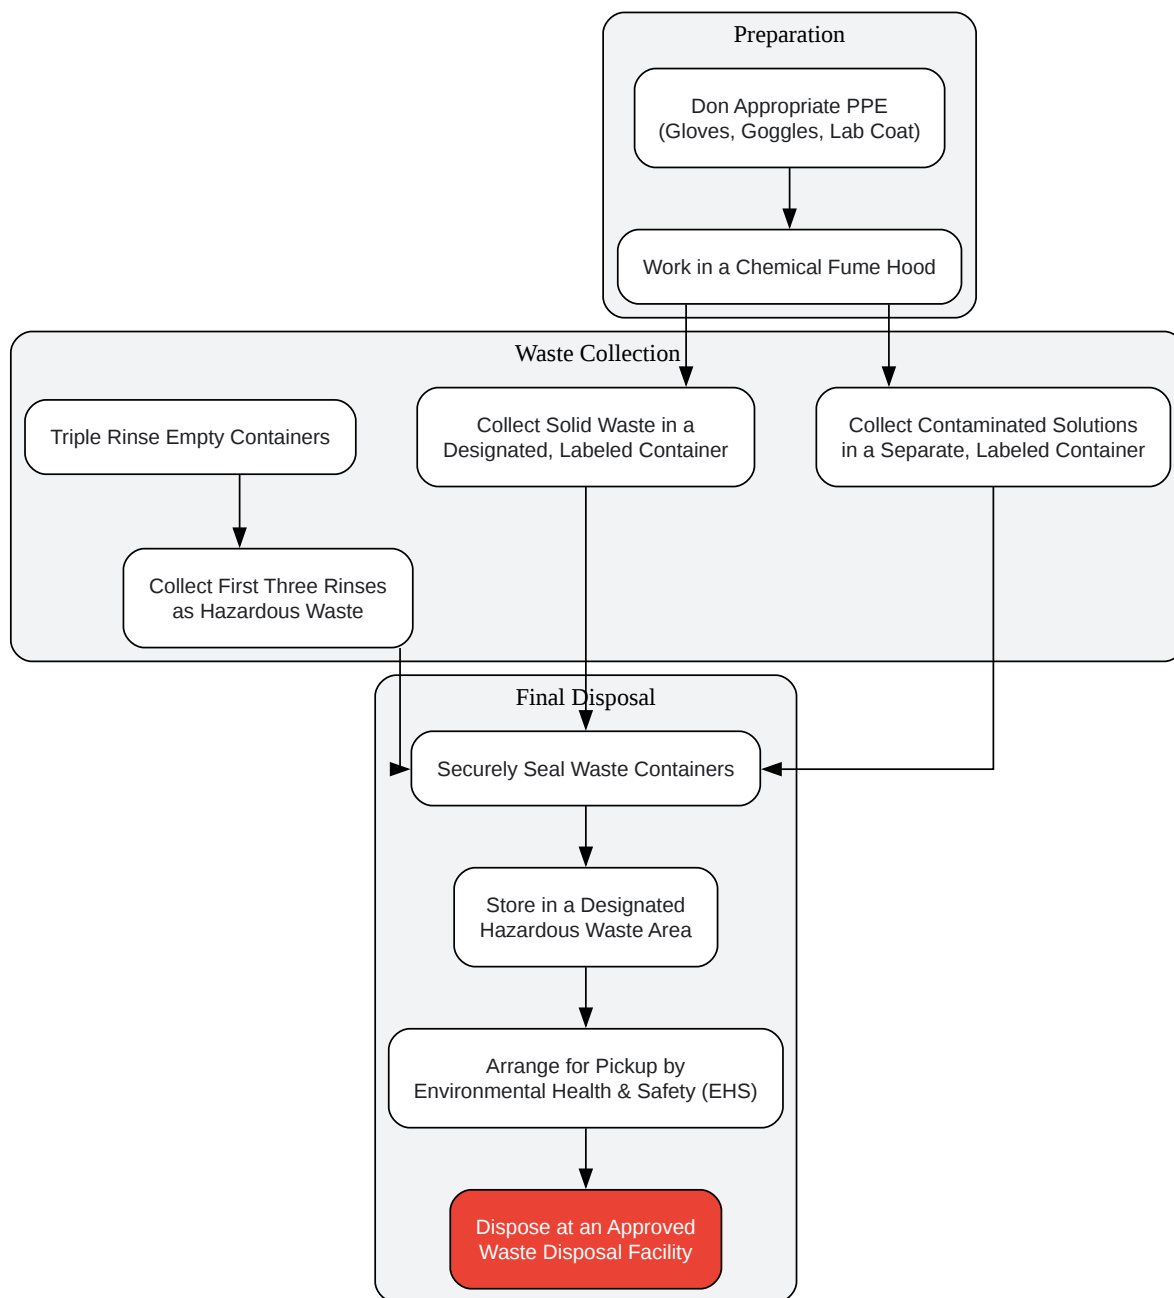 Preparation
Don Appropriate PPE
(Gloves, Goggles, Lab Coat)
Work in a Chemical Fume Hood
Waste Collection
Triple Rinse Empty Containers
Collect Solid Waste in a
Designated, Labeled Container
Collect Contaminated Solutions
in a Separate, Labeled Container
Collect First Three Rinses
as Hazardous Waste
Final Disposal
Securely Seal Waste Containers
Store in a Designated
Hazardous Waste Area
Arrange for Pickup by
Environmental Health & Safety (EHS)
Dispose at an Approved
Waste Disposal Facility